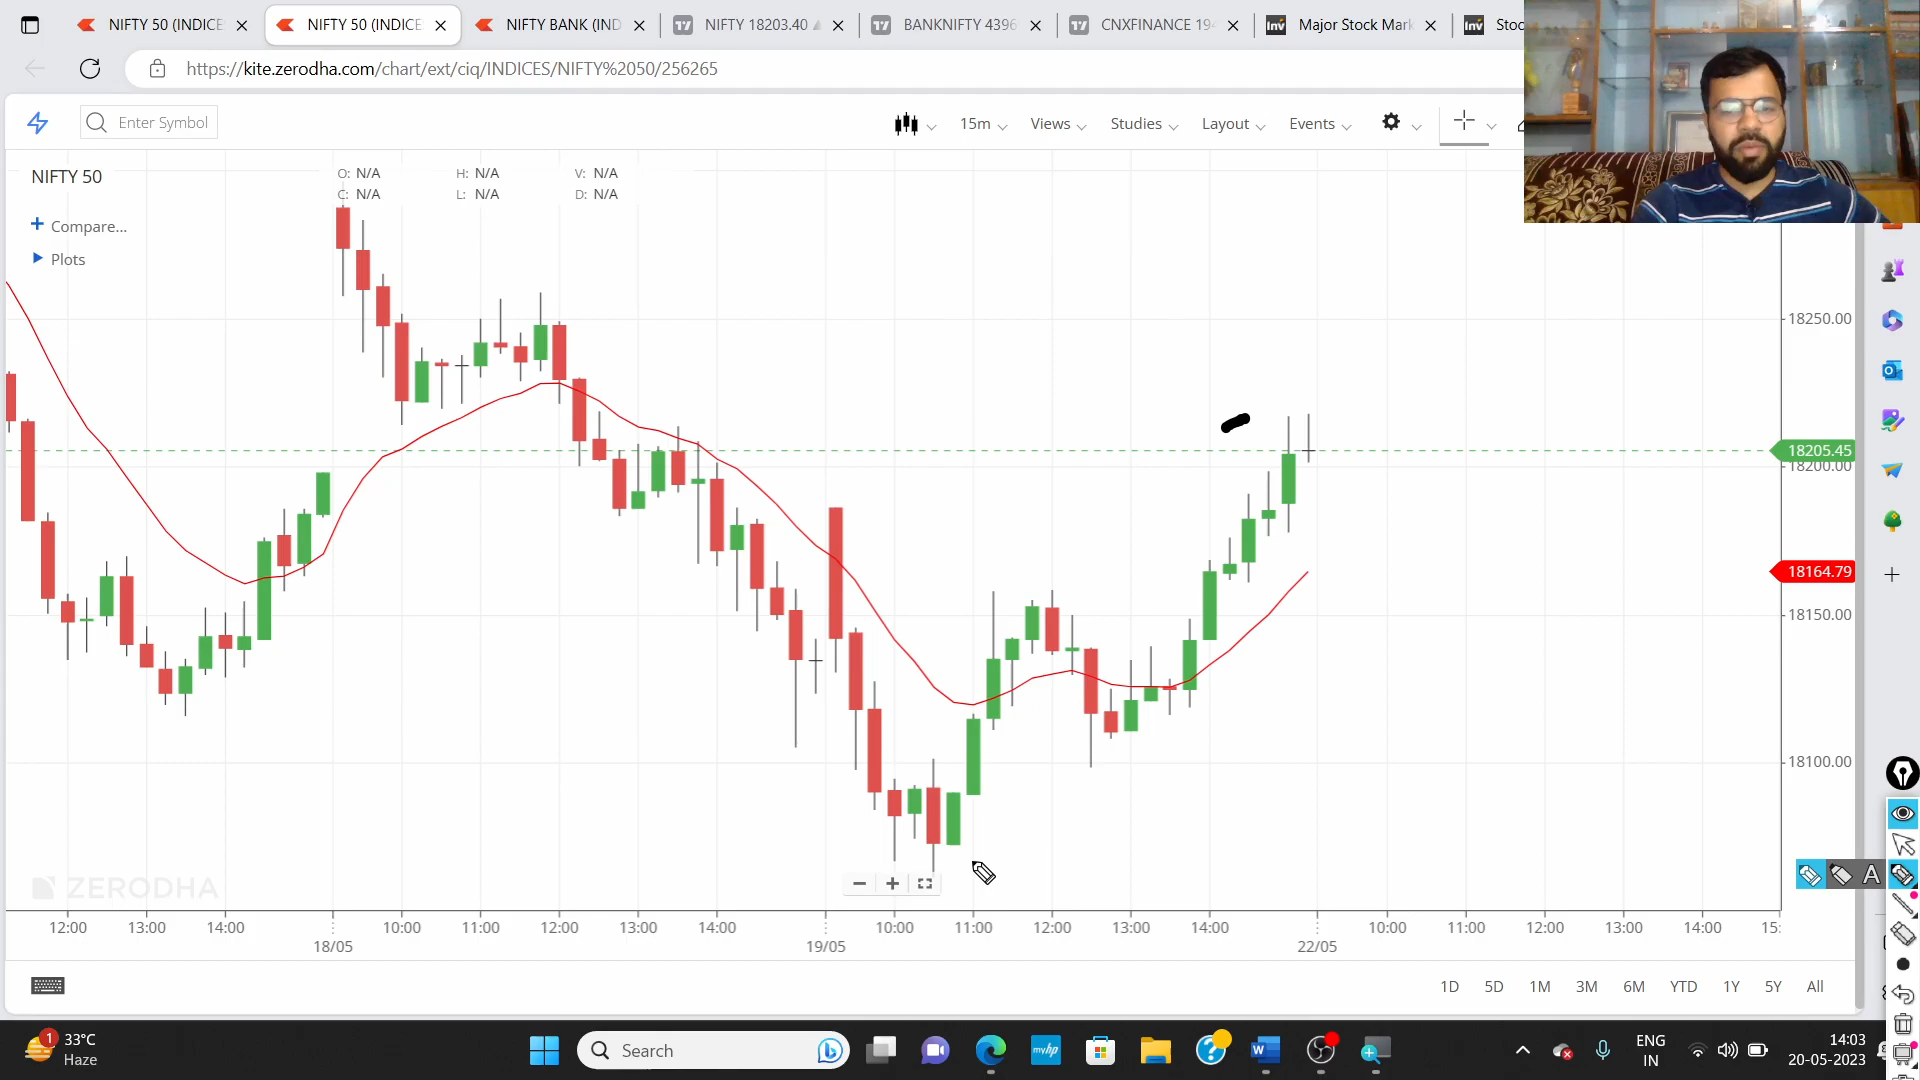 NIFTY 50 (INDICE
NIFTY 50 (INDICE
NIFTY BANK (IND
NIFTY 18203.40
BANKNIFTY 4396
CNXFINANCE 194
Major Stock Mark
Stoc
https://kite.zerodha.com/chart/ext/ciq/INDICES/NIFTY%2050/256265
Enter Symbol
15m
Views
Studies
Layout
Events
NIFTY 50
O: N/A H: N/A V: N/A
C: N/A L: N/A D: N/A
+ Compare...
Plots
18250.00
18205.45
18200.00
18164.79
18150.00
18100.00
ZERODHA
12:00 13:00 14:00 10:00 11:00 12:00 13:00 14:00 10:00 11:00 12:00 13:00 14:00 10:00 11:00 12:00 13:00 14:00 15:
18/05 19/05 22/05
1D 5D 1M 3M 6M YTD 1Y 5Y All
A
1
33°C
Haze
Search
myhp
ENG
IN
14:03
20-05-2023